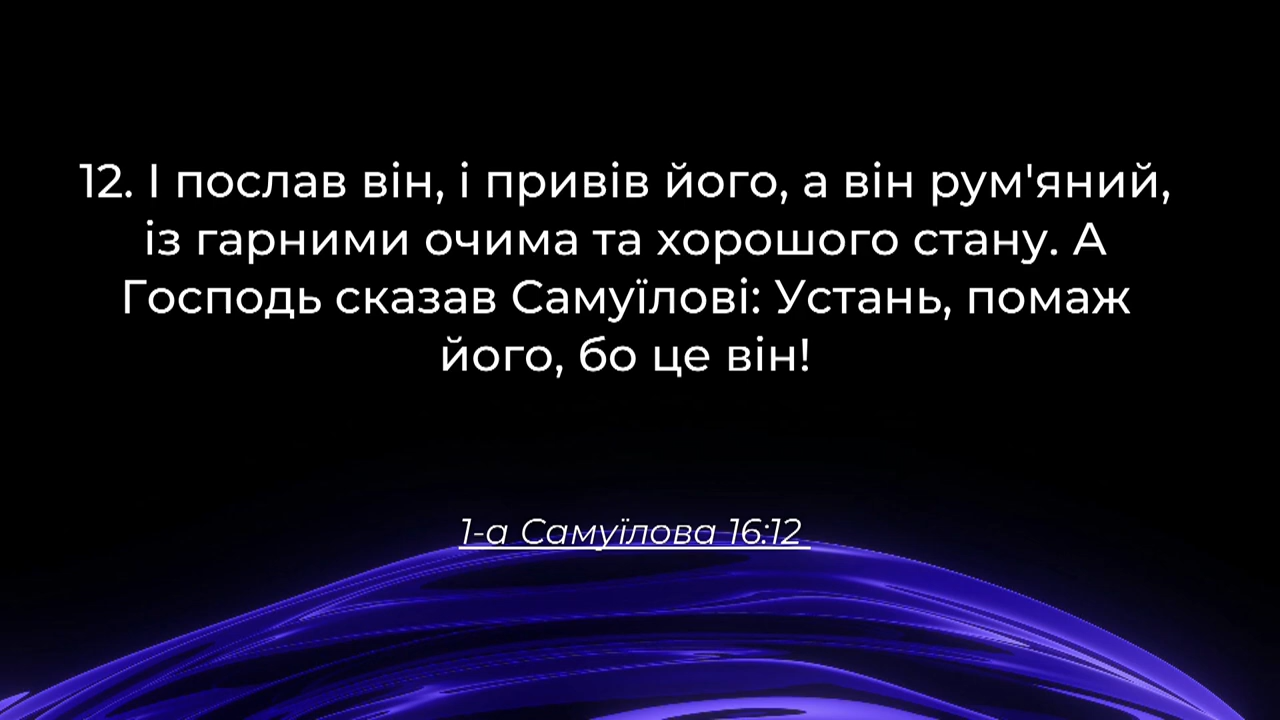 12. І послав він, і привів його, а він рум'яний,
із гарними очима та хорошого стану. А
Господь сказав Самуїлові: Устань, помаж
його, бо це він!
1-а Самуїлова 16:12